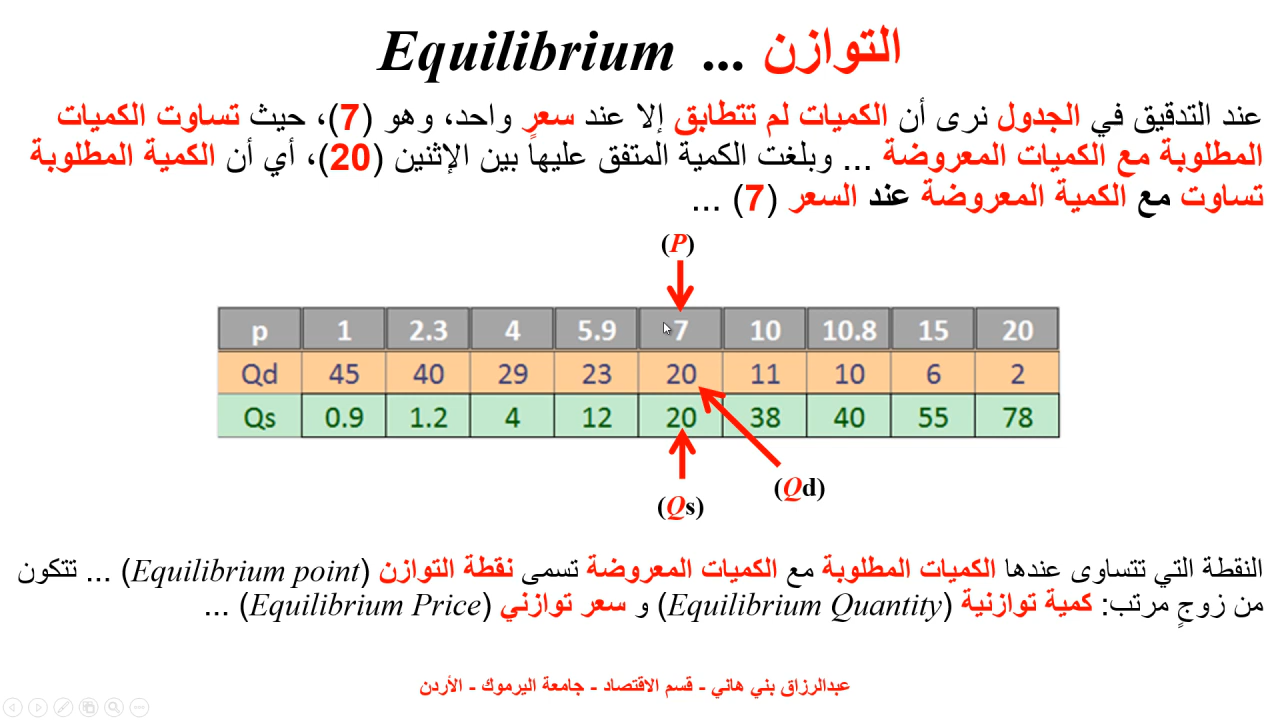 التوازن ... Equilibrium
عند التدقيق في الجدول نرى أن الكميات لم تتطابق إلا عند سعرٍ واحد، وهو (7)، حيث تساوت الكميات
المطلوبة مع الكميات المعروضة ... وبلغت الكمية المتفق عليها بين الإثنين (20)، أي أن الكمية المطلوبة
تساوت مع الكمية المعروضة عند السعر (7) ...
(P)
p 1 2.3 4 5.9 7 10 10.8 15 20
Qd 45 40 29 23 20 11 10 6 2
Qs 0.9 1.2 4 12 20 38 40 55 78
(Qd)
(Qs)
النقطة التي تتساوى عندها الكميات المطلوبة مع الكميات المعروضة تسمى نقطة التوازن (Equilibrium point) ... تتكون
من زوجٍ مرتب: كمية توازنية (Equilibrium Quantity) و سعر توازني (Equilibrium Price) ...
عبدالرزاق بني هاني - قسم الاقتصاد - جامعة اليرموك - الأردن